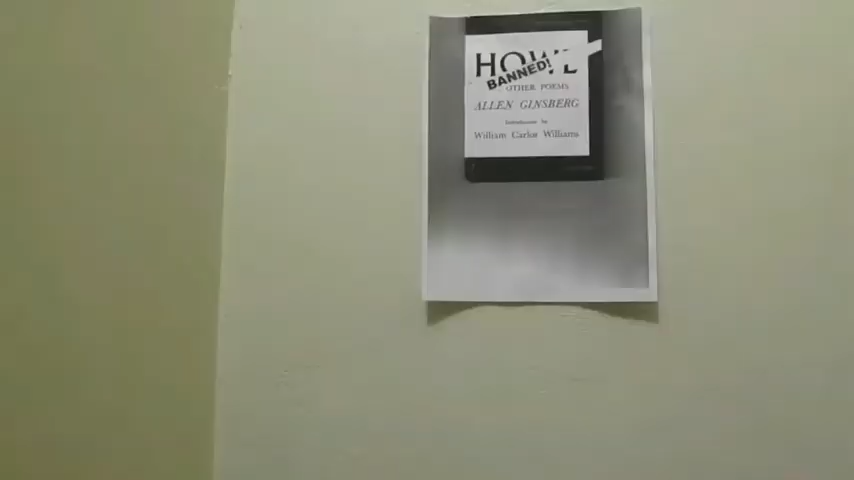 HOWL
BANNED!
OTHER POEMS
ALLEN GINSBERG
Introduction by
William Carlos Williams